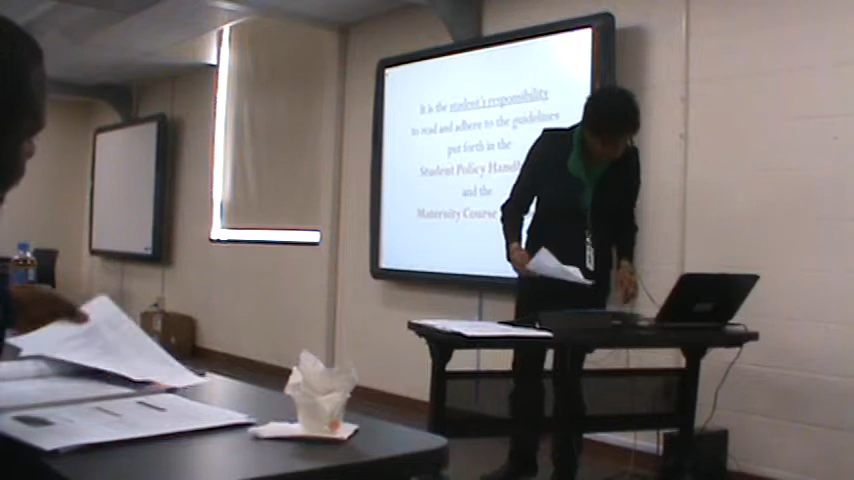 It is the student's responsibility
to read and adhere to the guidelines
put forth in the
Student Policy
and the
Maternity Course